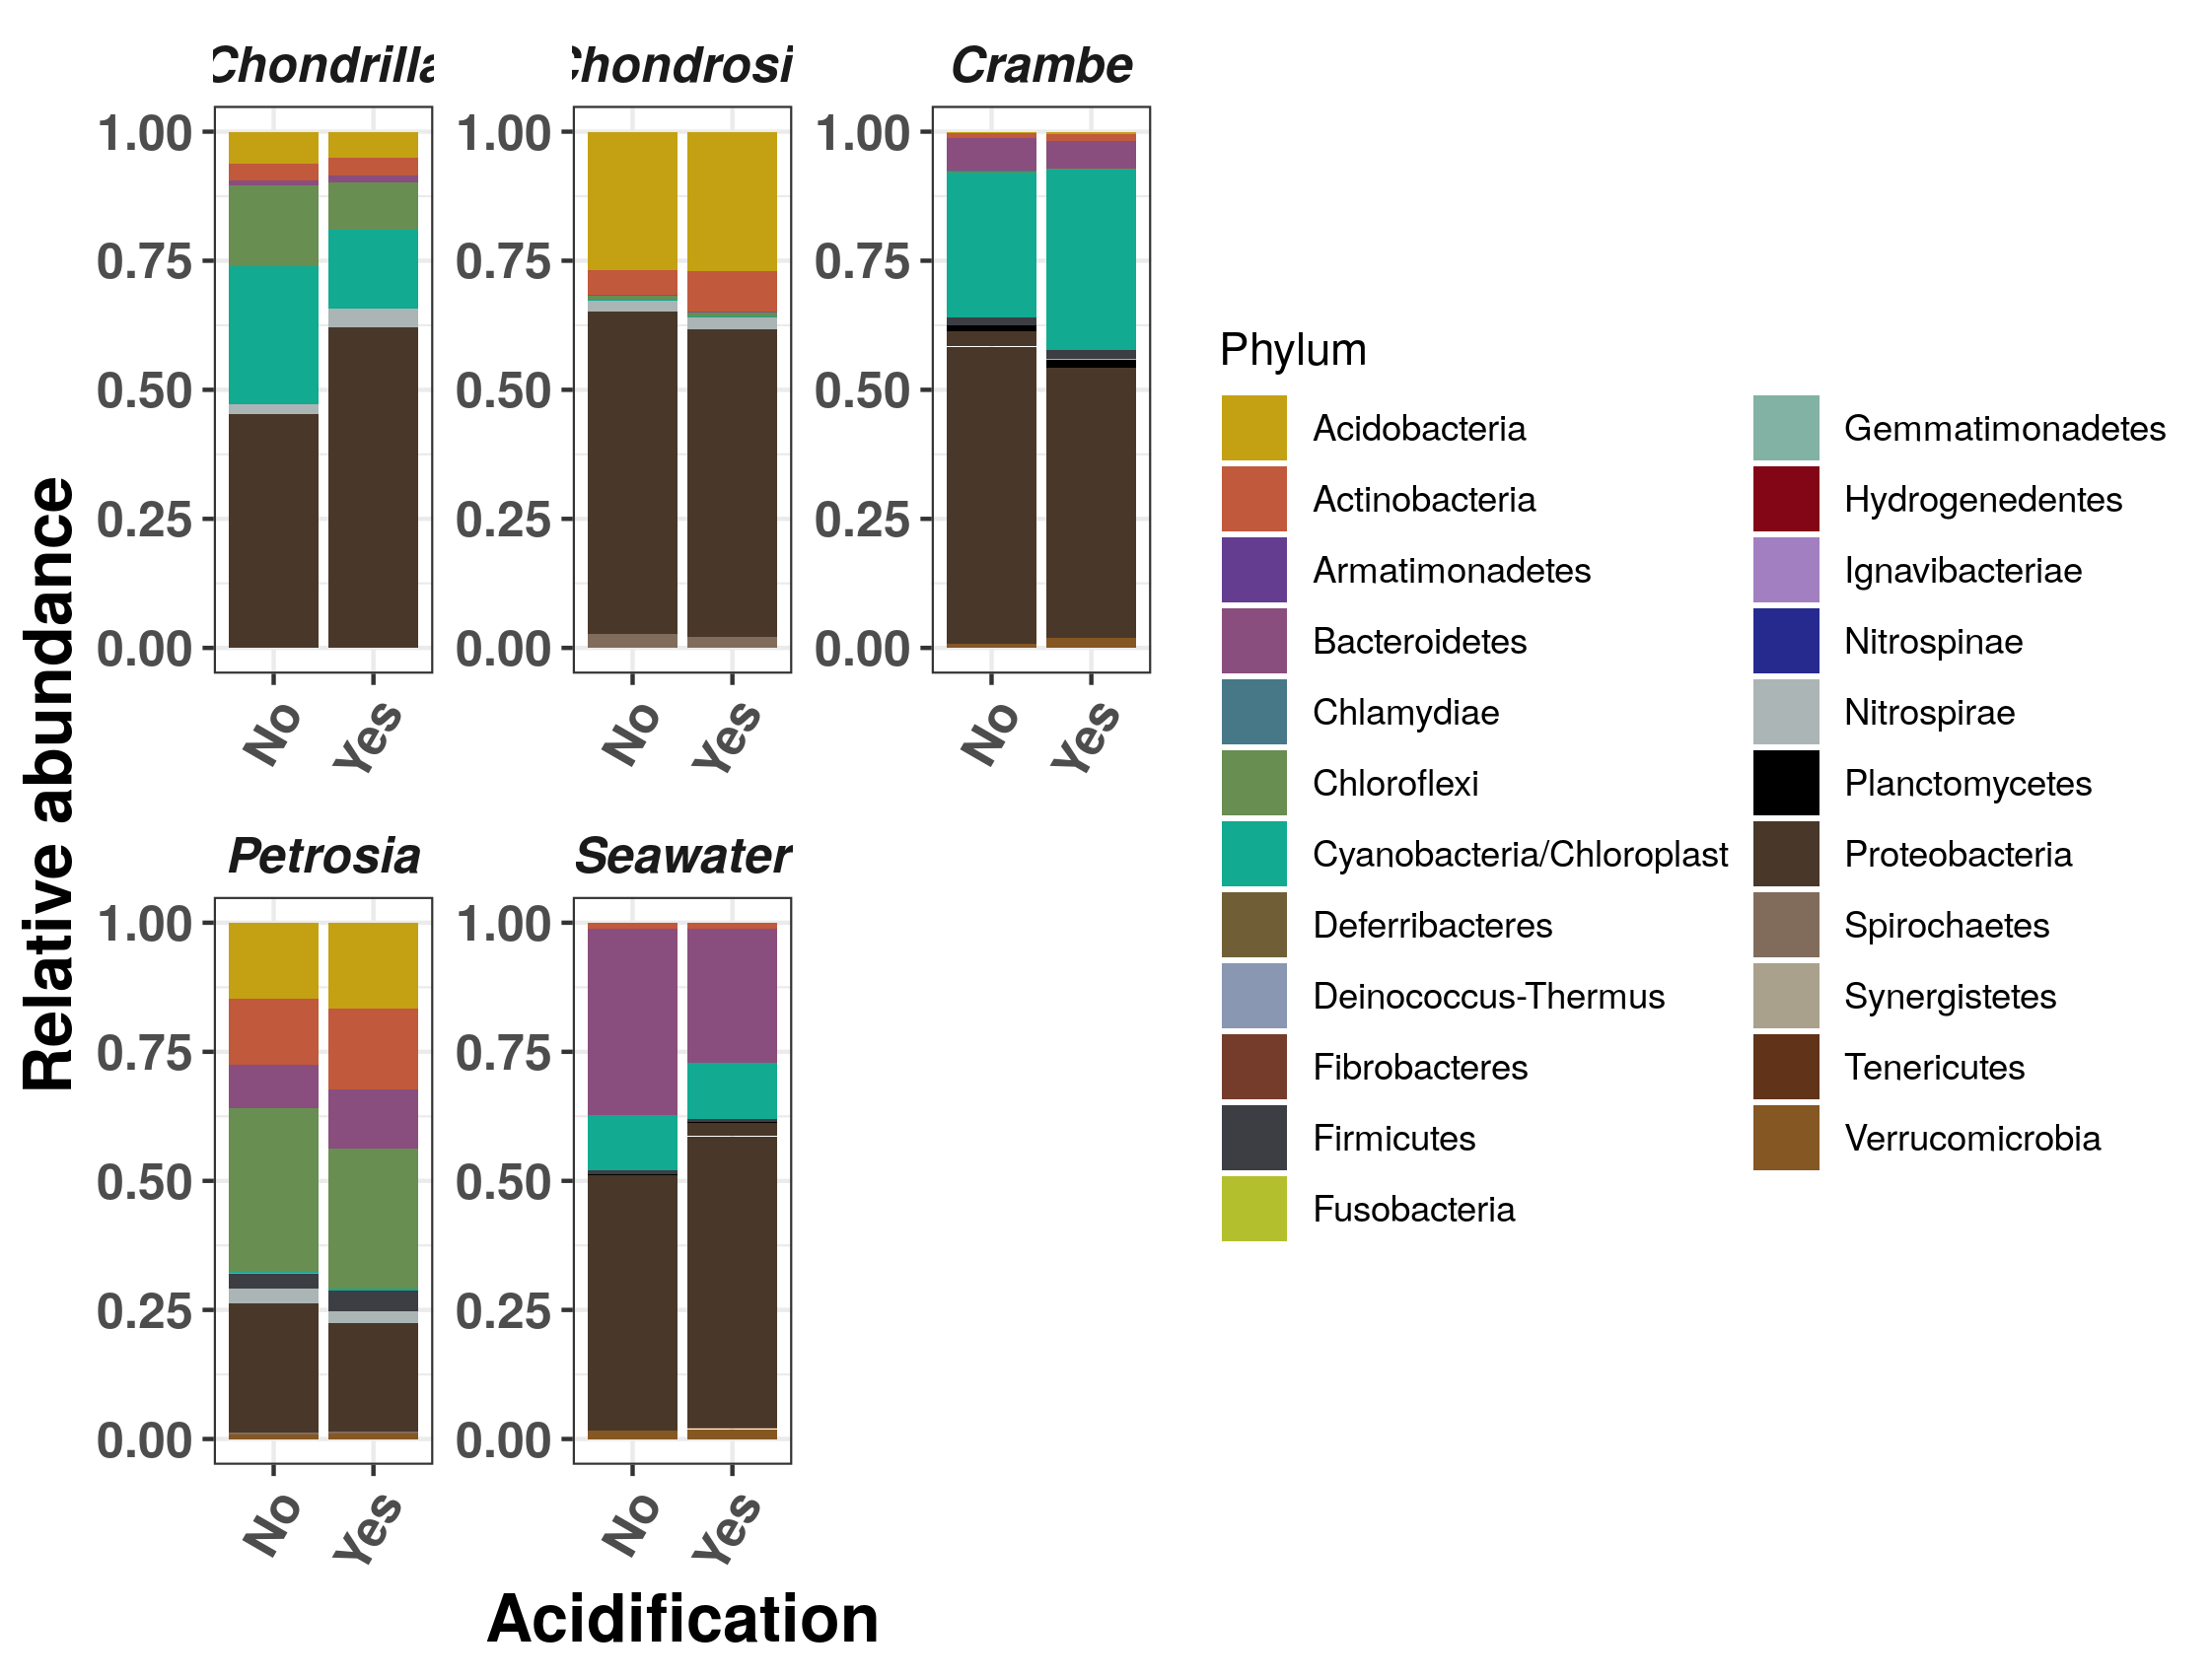 Chondrilla
Chondrosi
Crambe
1.00
0.75
0.50
0.25
0.00
1.00
0.75
0.50
0.25
0.00
1.00
0.75
0.50
0.25
0.00
No
Yes
No
Yes
No
Yes
Petrosia
Seawater
1.00
0.75
0.50
0.25
0.00
1.00
0.75
0.50
0.25
0.00
No
Yes
No
Yes
Relative abundance
Acidification
Phylum
Acidobacteria
Actinobacteria
Armatimonadetes
Bacteroidetes
Chlamydiae
Chloroflexi
Cyanobacteria/Chloroplast
Deferribacteres
Deinococcus-Thermus
Fibrobacteres
Firmicutes
Fusobacteria
Gemmatimonadetes
Hydrogenedentes
Ignavibacteriae
Nitrospinae
Nitrospirae
Planctomycetes
Proteobacteria
Spirochaetes
Synergistetes
Tenericutes
Verrucomicrobia